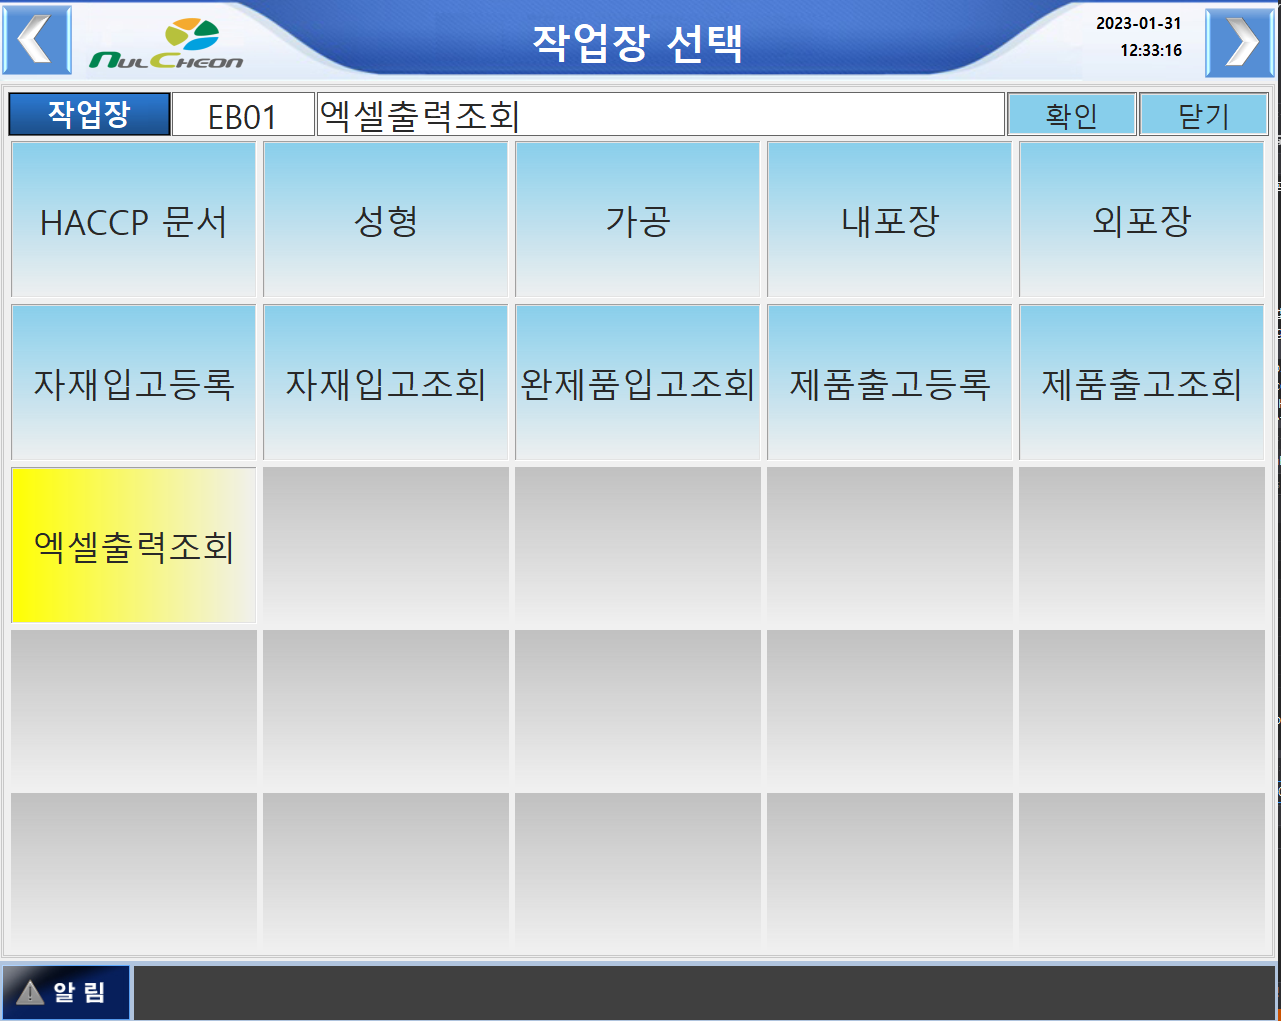 NULCHEON
작업장 선택
2023-01-31
12:33:16
작업장 EB01 엑셀출력조회 확인 닫기
HACCP 문서 성형 가공 내포장 외포장
자재입고등록 자재입고조회 완제품입고조회 제품출고등록 제품출고조회
엑셀출력조회
알 림